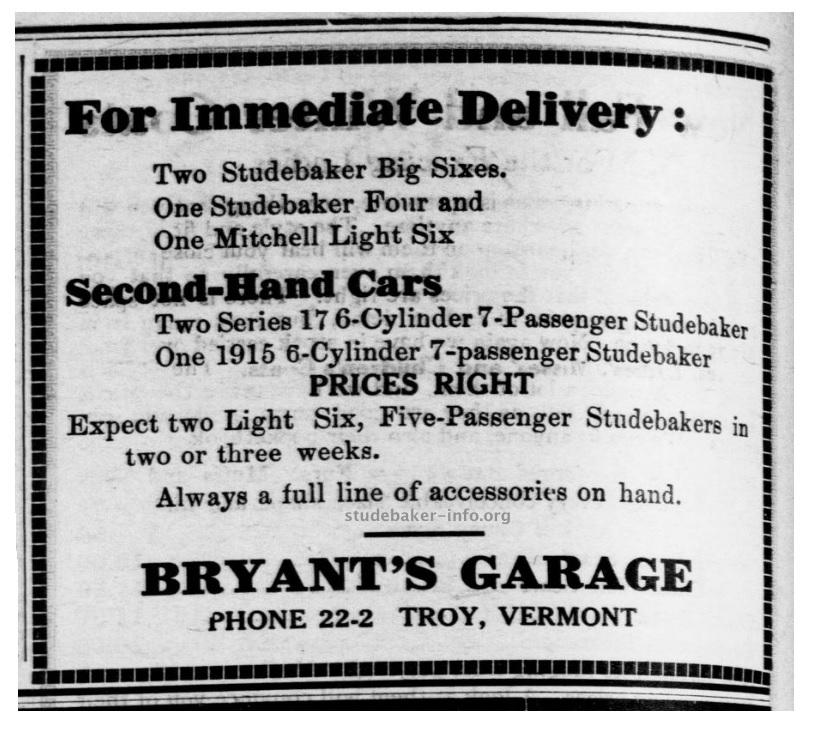 For Immediate Delivery:
Two Studebaker Big Sixes.
One Studebaker Four and
One Mitchell Light Six
Second-Hand Cars
Two Series 17 6-Cylinder 7-Passenger Studebaker
One 1915 6-Cylinder 7-passenger Studebaker
PRICES RIGHT
Expect two Light Six, Five-Passenger Studebakers in
two or three weeks.
Always a full line of accessories on hand.
studebaker-info.org
BRYANT'S GARAGE
PHONE 22-2 TROY, VERMONT